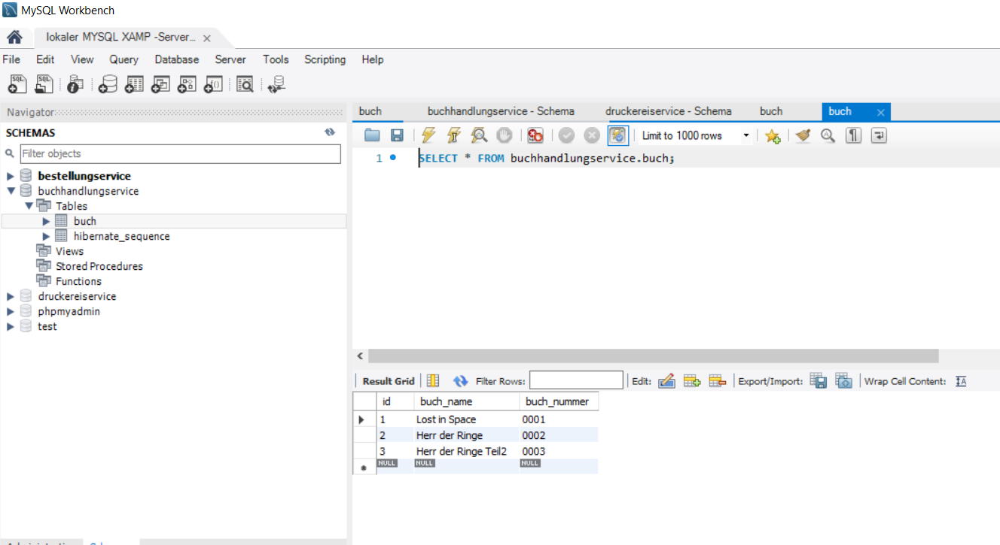 MySQL Workbench
lokaler MYSQL XAMP -Server...
File Edit View Query Database Server Tools Scripting Help
Navigator
SCHEMAS
Filter objects
bestellungservice
buchhandlungservice
Tables
buch
hibernate_sequence
Views
Stored Procedures
Functions
druckereiservice
phpmyadmin
test
buch buchhandlungservice - Schema druckereiservice - Schema buch buch
Limit to 1000 rows
1 SELECT * FROM buchhandlungservice.buch;
Result Grid Filter Rows: Edit: Export/Import: Wrap Cell Content:
id buch_name buch_nummer
1 Lost in Space 0001
2 Herr der Ringe 0002
3 Herr der Ringe Teil2 0003
NULL NULL NULL